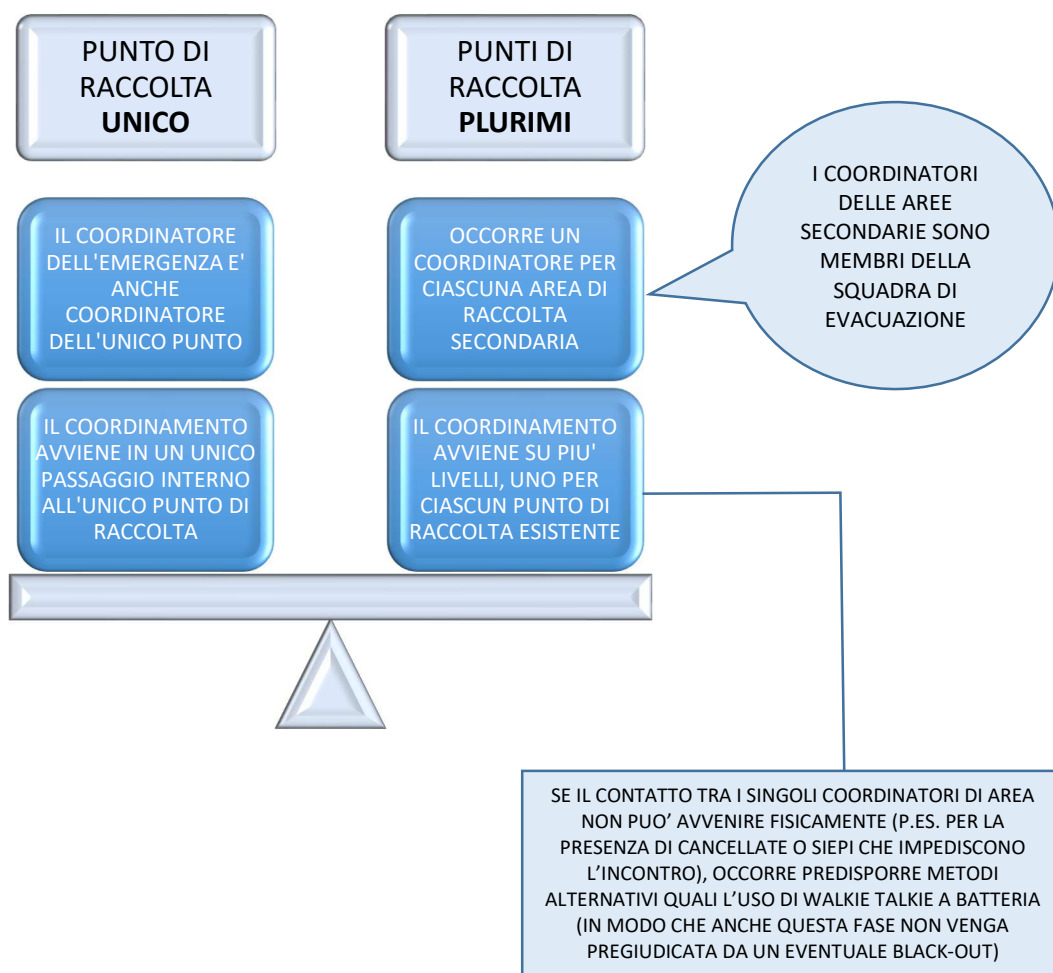 PUNTO DI
RACCOLTA
UNICO
PUNTI DI
RACCOLTA
PLURIMI
IL COORDINATORE
DELL'EMERGENZA E'
ANCHE
COORDINATORE
DELL'UNICO PUNTO
OCCORRE UN
COORDINATORE PER
CIASCUNA AREA DI
RACCOLTA
SECONDARIA
I COORDINATORI
DELLE AREE
SECONDARIE SONO
MEMBRI DELLA
SQUADRA DI
EVACUAZIONE
IL COORDINAMENTO
AVVIENE IN UN UNICO
PASSAGGIO INTERNO
ALL'UNICO PUNTO DI
RACCOLTA
IL COORDINAMENTO
AVVIENE SU PIU'
LIVELLI, UNO PER
CIASCUN PUNTO DI
RACCOLTA ESISTENTE
SE IL CONTATTO TRA I SINGOLI COORDINATORI DI AREA
NON PUO’ AVVENIRE FISICAMENTE (P.ES. PER LA
PRESENZA DI CANCELLATE O SIEPI CHE IMPEDISCONO
L’INCONTRO), OCCORRE PREDISPORRE METODI
ALTERNATIVI QUALI L’USO DI WALKIE TALKIE A BATTERIA
(IN MODO CHE ANCHE QUESTA FASE NON VENGA
PREGIUDICATA DA UN EVENTUALE BLACK-OUT)